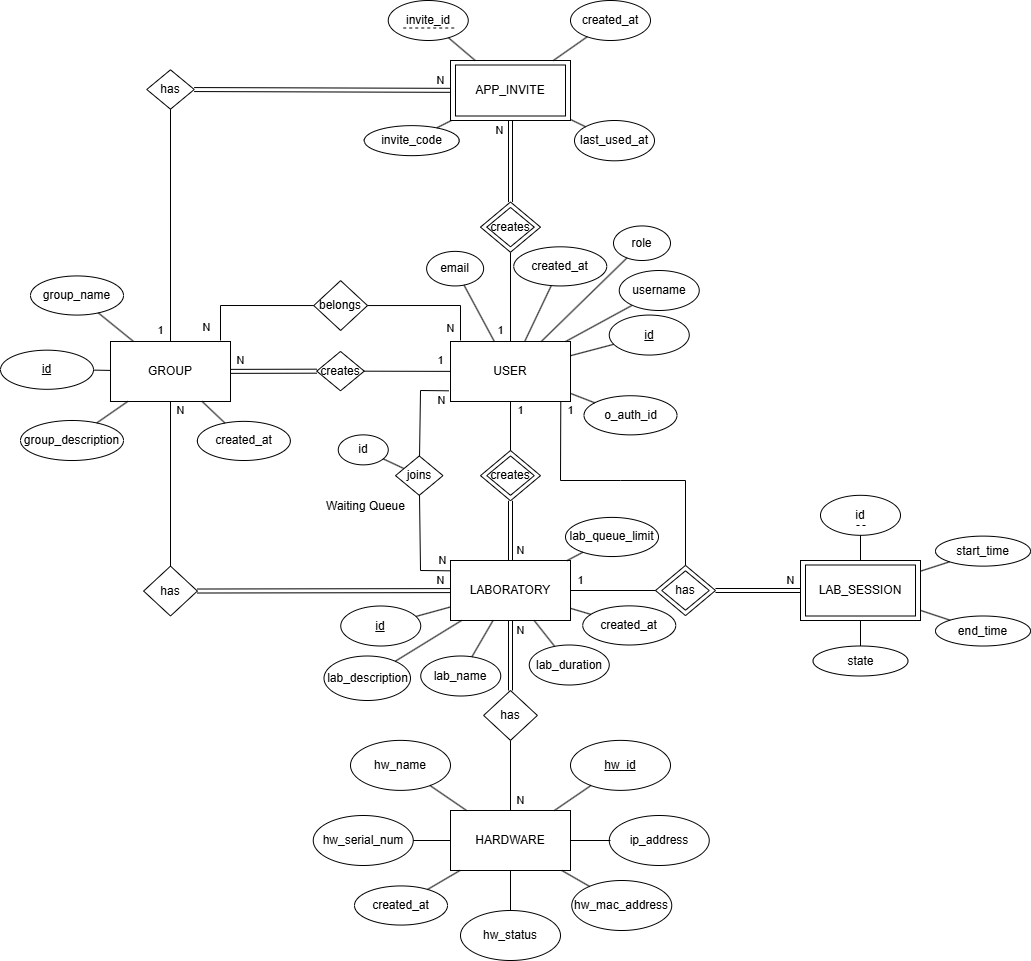 invite_id
created_at
has
N
APP_INVITE
invite_code
N
last_used_at
creates
role
email
created_at
username
group_name
belongs
1
N
N
1
id
id
GROUP
N
creates
1
USER
N
N
1
1
o_auth_id
group_description
created_at
id
joins
creates
Waiting Queue
id
lab_queue_limit
start_time
N
N
has
N
LABORATORY
1
has
N
LAB_SESSION
id
N
created_at
end_time
lab_description
lab_name
lab_duration
state
has
hw_name
hw_id
N
hw_serial_num
HARDWARE
ip_address
created_at
hw_mac_address
hw_status